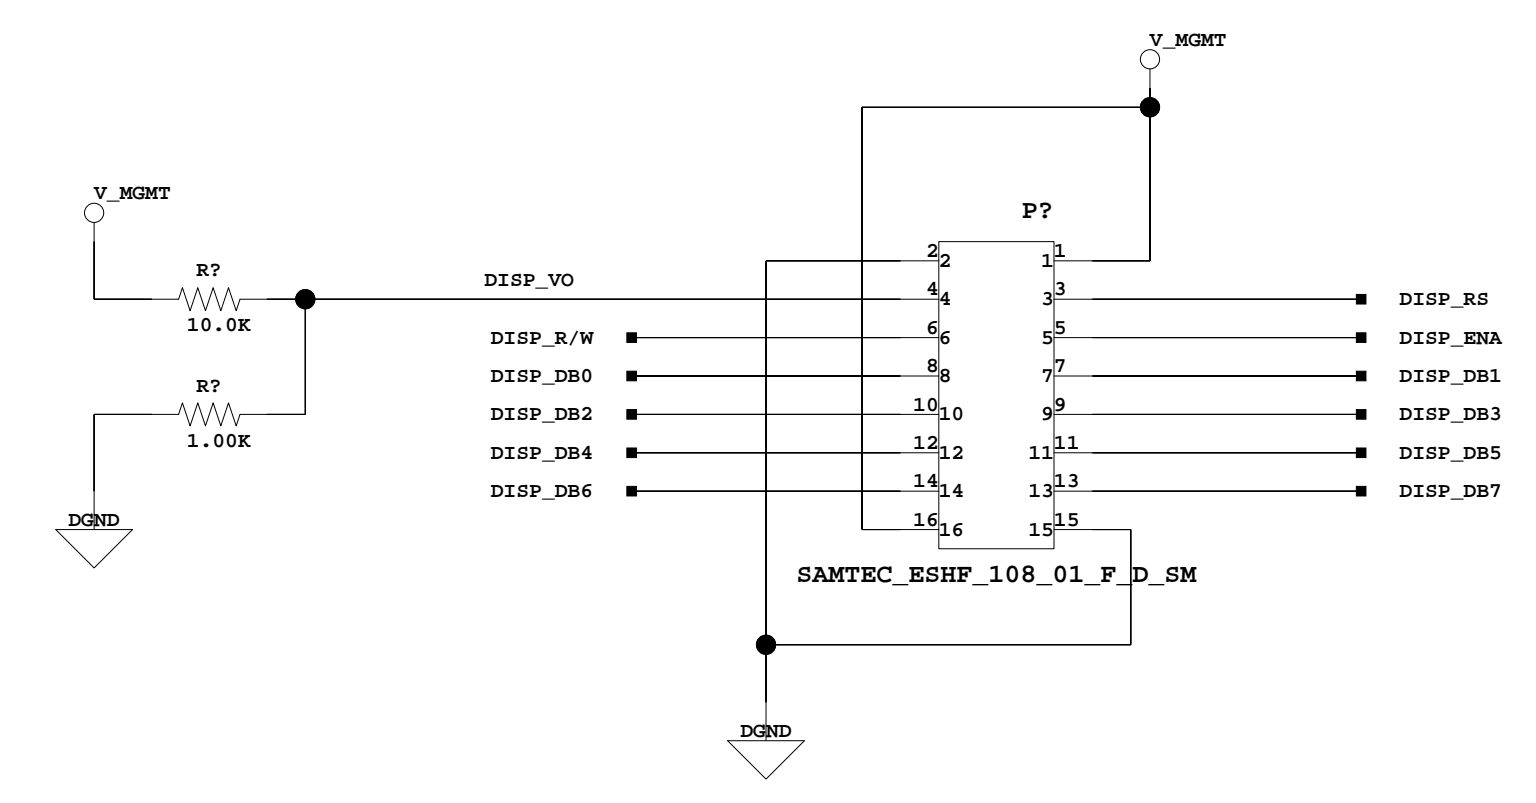 V_MGMT
V_MGMT
P?
R?
10.0K
DISP_VO
2 2 1 1
4 4 3 3 DISP_RS
DISP_R/W 6 6 5 5 DISP_ENA
DISP_DB0 8 8 7 7 DISP_DB1
R?
1.00K
DISP_DB2 10 10 9 9 DISP_DB3
DISP_DB4 12 12 11 11 DISP_DB5
DISP_DB6 14 14 13 13 DISP_DB7
DGND
16 16 15 15
SAMTEC_ESHF_108_01_F_D_SM
DGND